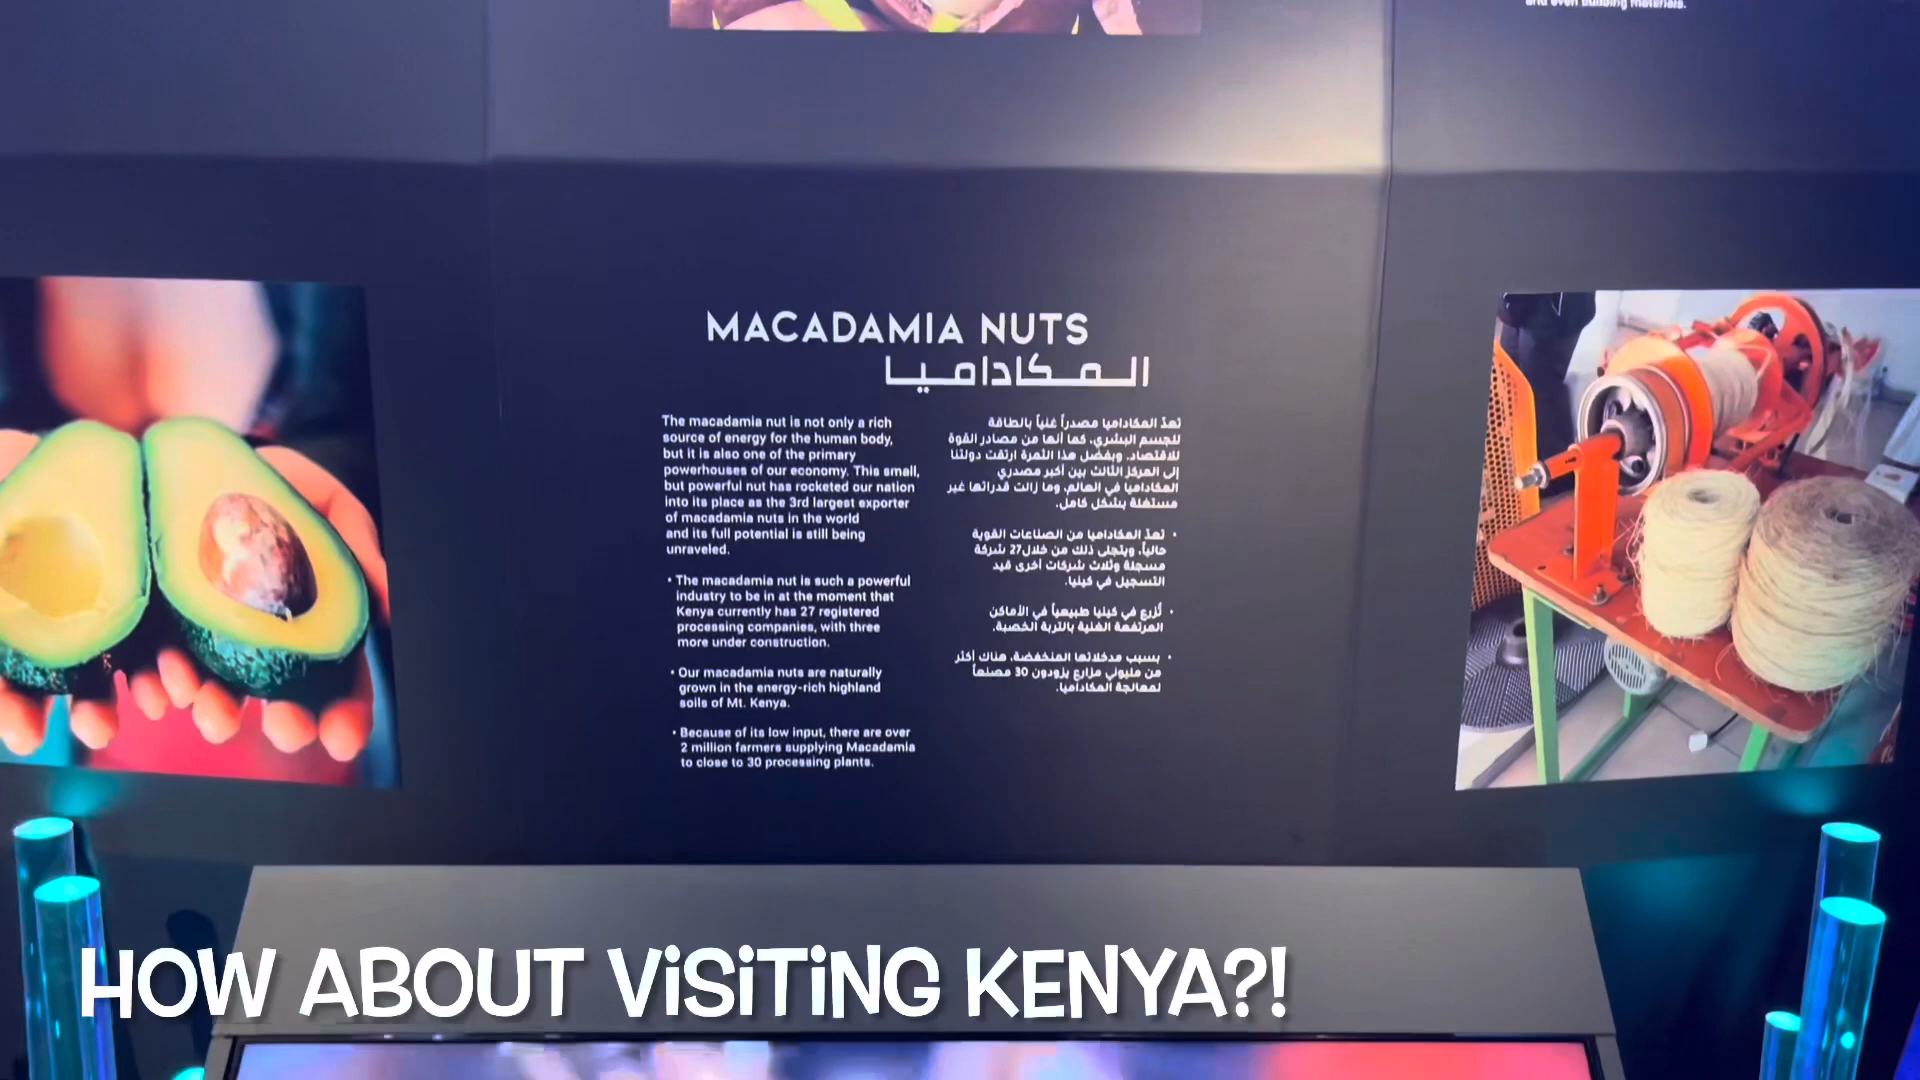 and even building materials.
MACADAMIA NUTS
المكاداميا
The macadamia nut is not only a rich
source of energy for the human body,
but it is also one of the primary
powerhouses of our economy. This small,
but powerful nut has rocketed our nation
into its place as the 3rd largest exporter
of macadamia nuts in the world
and its full potential is still being
unraveled.
• The macadamia nut is such a powerful
industry to be in at the moment that
Kenya currently has 27 registered
processing companies, with three
more under construction.
• Our macadamia nuts are naturally
grown in the energy-rich highland
soils of Mt. Kenya.
• Because of its low input, there are over
2 million farmers supplying Macadamia
to close to 30 processing plants.
تعدّ المكاداميا مصدراً غنياً بالطاقة
للجسم البشري، كما أنها من مصادر القوة
للاقتصاد. وبفضل هذا الثمرة ارتقت دولتنا
إلى المركز الثالث بين أكبر مصدري
المكاداميا في العالم، وما زالت قدراتها غير
مستغلة بشكل كامل.
• تعدّ المكاداميا من الصناعات القوية
حالياً، ويتجلى ذلك من خلال27 شركة
مسجلة وثلاث شركات أخرى قيد
التسجيل في كينيا.
• تُزرع في كينيا طبيعياً في الأماكن
المرتفعة الغنية بالتربة الخصبة.
• بسبب مدخلاتها المنخفضة، هناك أكثر
من مليوني مزارع يزودون 30 مصنعاً
لمعالجة المكاداميا.
HOW ABOUT VISITING KENYA?!